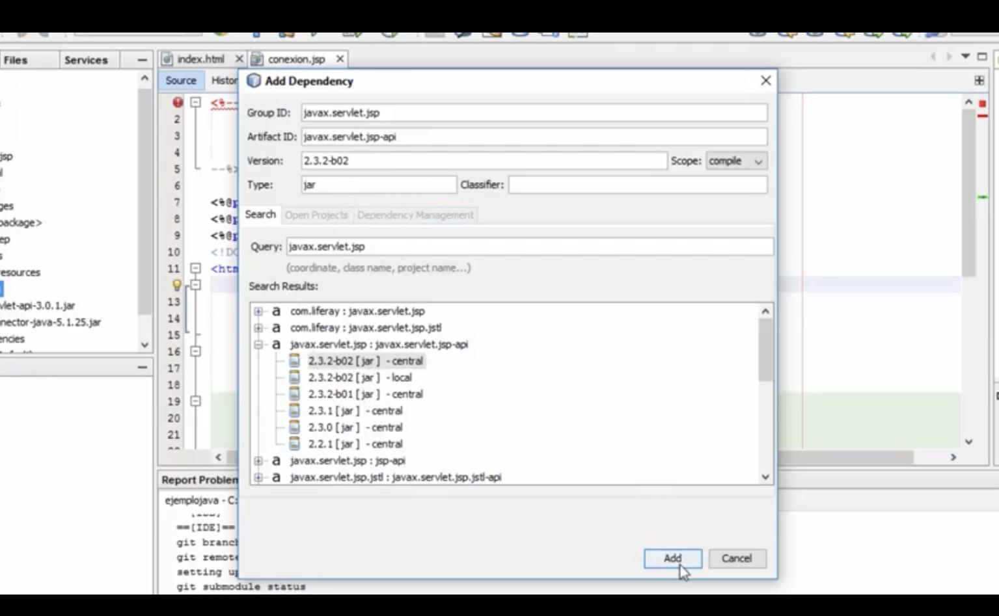 Files Services index.html conexion.jsp
Source Histor
Add Dependency
Group ID: javax.servlet.jsp
Artifact ID: javax.servlet.jsp-api
Version: 2.3.2-b02 Scope: compile
Type: jar Classifier:
Search Open Projects Dependency Management
Query: javax.servlet.jsp
(coordinate, class name, project name...)
Search Results:
a com.liferay : javax.servlet.jsp
a com.liferay : javax.servlet.jsp.jstl
a javax.servlet.jsp : javax.servlet.jsp-api
2.3.2-b02 [ jar ] - central
2.3.2-b02 [ jar ] - local
2.3.2-b01 [ jar ] - central
2.3.1 [ jar ] - central
2.3.0 [ jar ] - central
2.2.1 [ jar ] - central
a javax.servlet.jsp : jsp-api
a javax.servlet.jsp.jstl : javax.servlet.jsp.jstl-api
Add Cancel
jsp
ges
package>
ep
s
esources
vlet-api-3.0.1.jar
nector-java-5.1.25.jar
encies
<%--
2
3
4
5 --%>
6
7 <%@p
8 <%@p
9 <%@p
10 <!DO
11 <htm
13
14
15
16
17
18
19
20
21
Report Problem
ejemplojava - C:
==[IDE]==
git branch
git remote
setting up
git submodule status